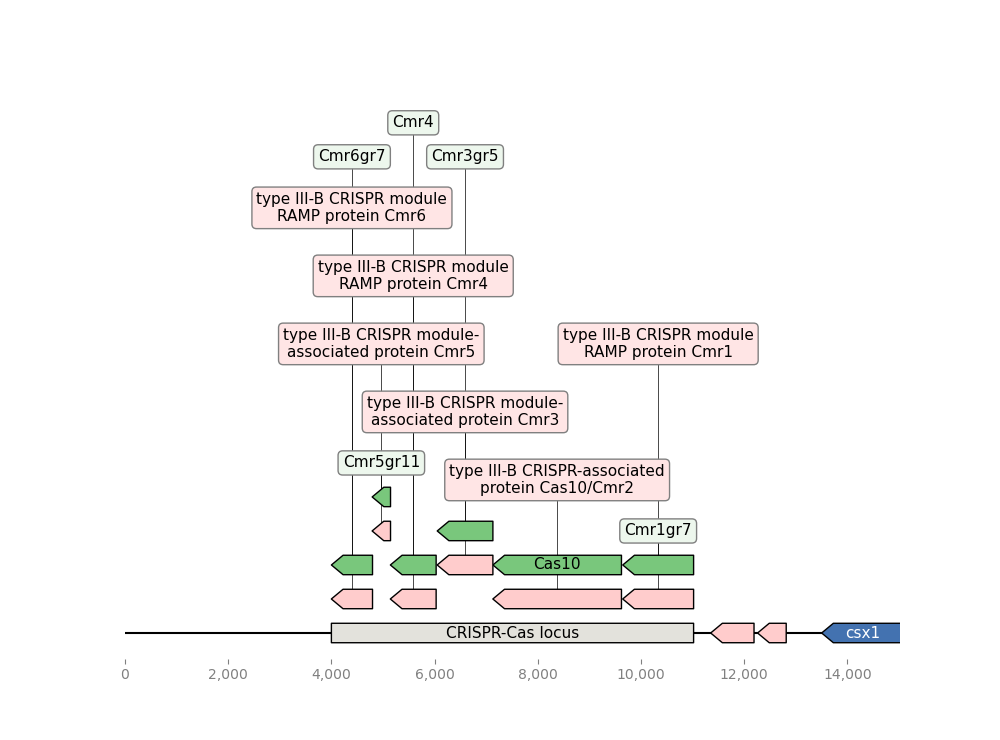 Cmr4
Cmr6gr7
Cmr3gr5
type III-B CRISPR module
RAMP protein Cmr6
type III-B CRISPR module
RAMP protein Cmr4
type III-B CRISPR module-
associated protein Cmr5
type III-B CRISPR module
RAMP protein Cmr1
type III-B CRISPR module-
associated protein Cmr3
Cmr5gr11
type III-B CRISPR-associated
protein Cas10/Cmr2
Cmr1gr7
Cas10
CRISPR-Cas locus
csx1
0
2,000
4,000
6,000
8,000
10,000
12,000
14,000